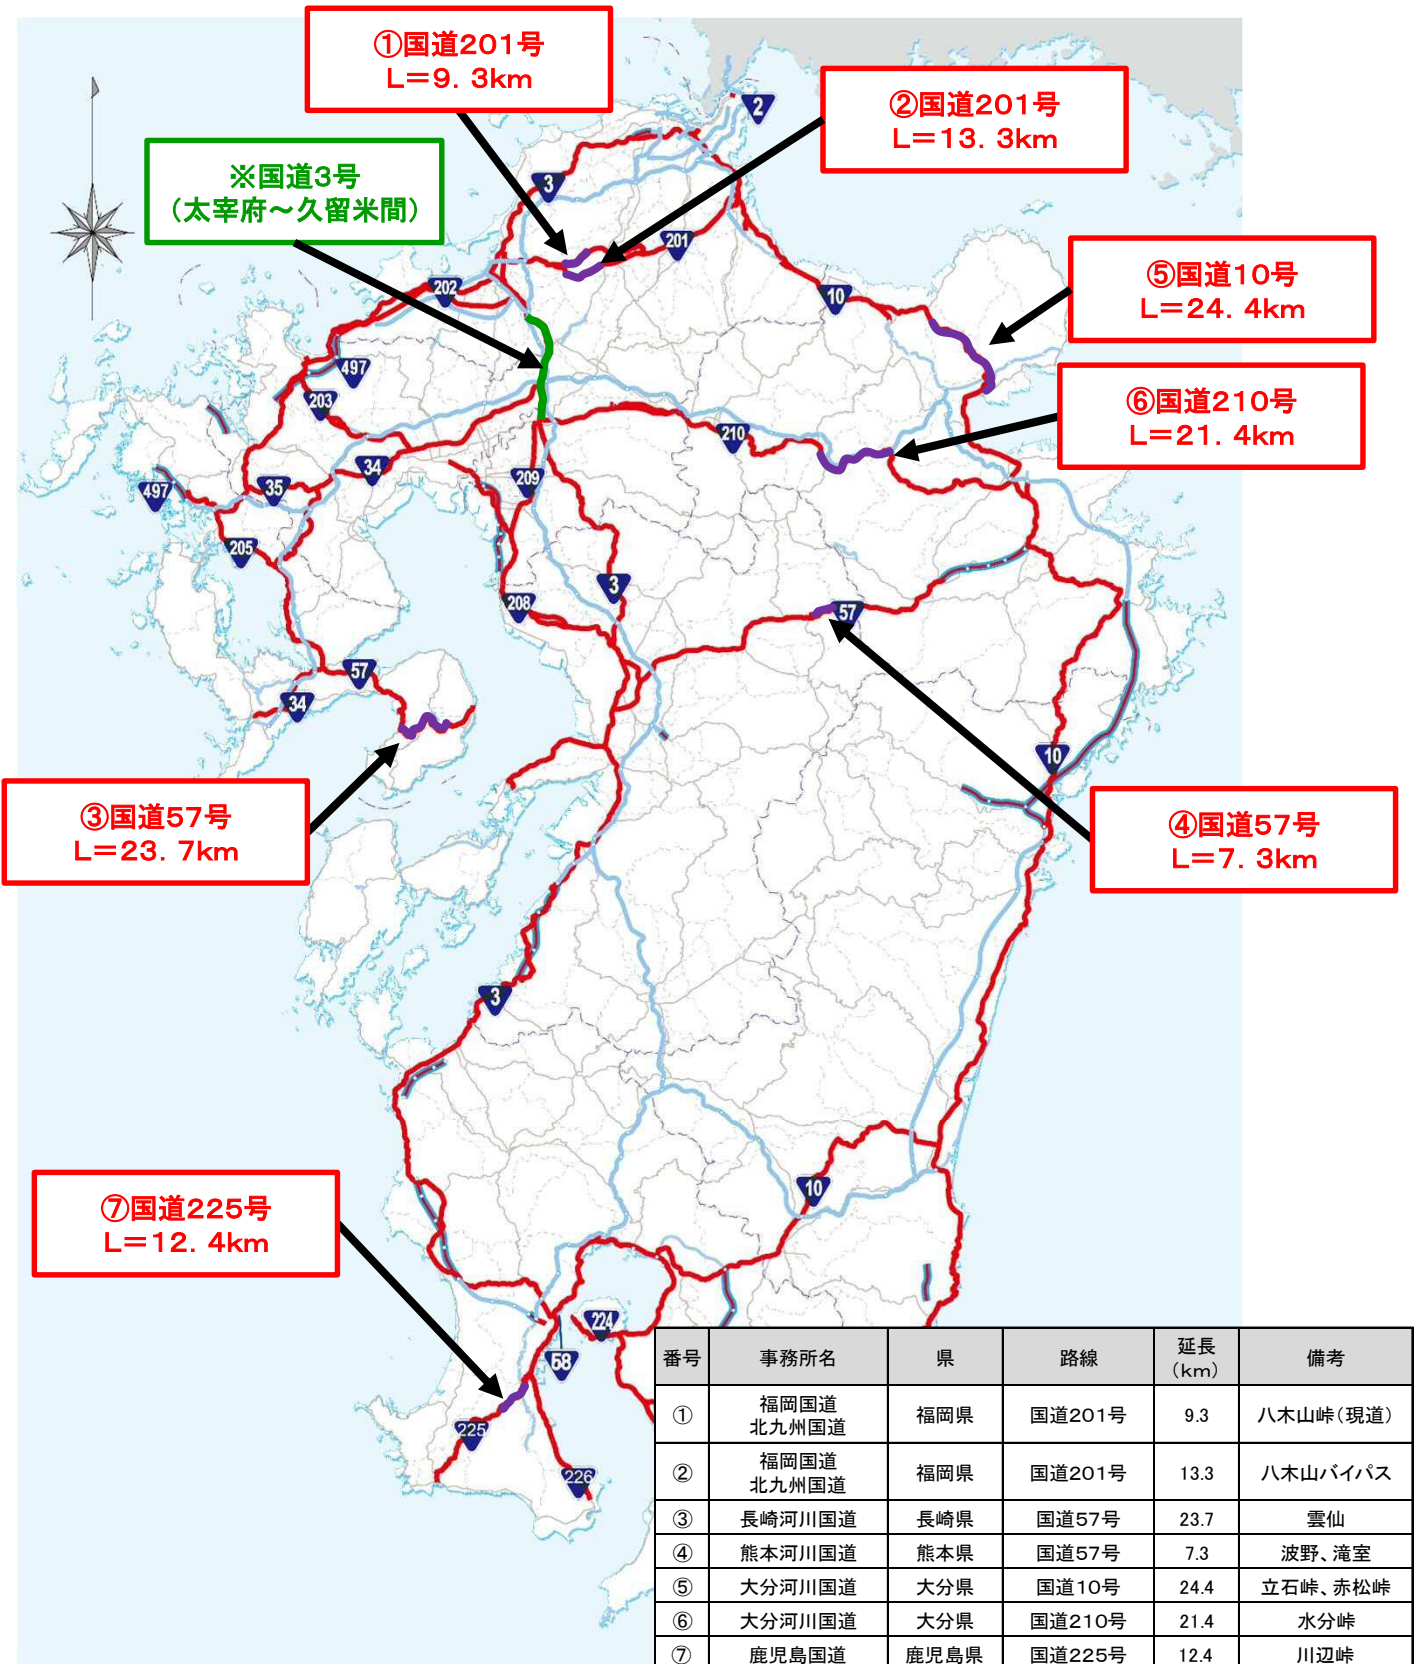 ①国道201号
L=9. 3km
②国道201号
L=13. 3km
※国道3号
(太宰府～久留米間)
⑤国道10号
L=24. 4km
⑥国道210号
L=21. 4km
③国道57号
L=23. 7km
④国道57号
L=7. 3km
⑦国道225号
L=12. 4km
2
3
201
202
10
497
203
210
34
35
209
497
205
208
3
57
57
34
10
3
10
224
58
225
226
番号 事務所名 県 路線 延長(km) 備考
① 福岡国道 北九州国道 福岡県 国道201号 9.3 八木山峠(現道)
② 福岡国道 北九州国道 福岡県 国道201号 13.3 八木山バイパス
③ 長崎河川国道 長崎県 国道57号 23.7 雲仙
④ 熊本河川国道 熊本県 国道57号 7.3 波野、滝室
⑤ 大分河川国道 大分県 国道10号 24.4 立石峠、赤松峠
⑥ 大分河川国道 大分県 国道210号 21.4 水分峠
⑦ 鹿児島国道 鹿児島県 国道225号 12.4 川辺峠